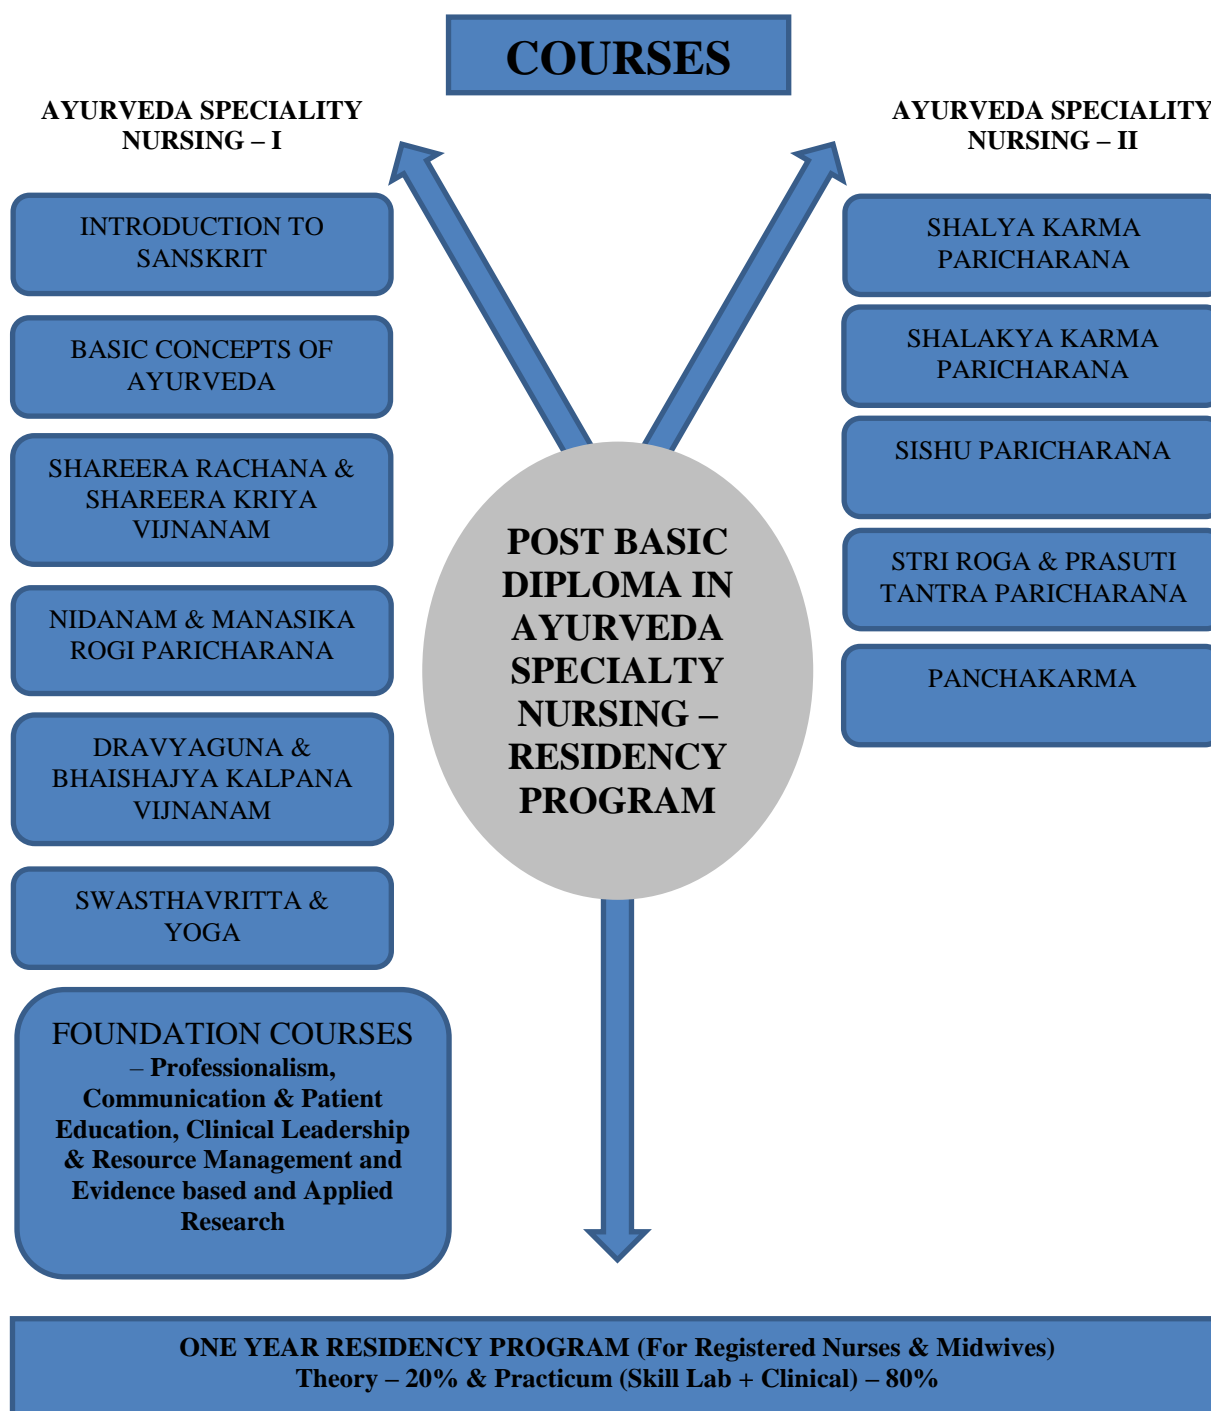 COURSES
AYURVEDA SPECIALITY
NURSING – I
INTRODUCTION TO
SANSKRIT
BASIC CONCEPTS OF
AYURVEDA
SHAREERA RACHANA &
SHAREERA KRIYA
VIJNANAM
NIDANAM & MANASIKA
ROGI PARICHARANA
DRAVYAGUNA &
BHAISHAJYA KALPANA
VIJNANAM
SWASTHAVRITTA &
YOGA
FOUNDATION COURSES
– Professionalism,
Communication & Patient
Education, Clinical Leadership
& Resource Management and
Evidence based and Applied
Research
POST BASIC
DIPLOMA IN
AYURVEDA
SPECIALTY
NURSING –
RESIDENCY
PROGRAM
AYURVEDA SPECIALITY
NURSING – II
SHALYA KARMA
PARICHARANA
SHALAKYA KARMA
PARICHARANA
SISHU PARICHARANA
STRI ROGA & PRASUTI
TANTRA PARICHARANA
PANCHAKARMA
ONE YEAR RESIDENCY PROGRAM (For Registered Nurses & Midwives)
Theory – 20% & Practicum (Skill Lab + Clinical) – 80%